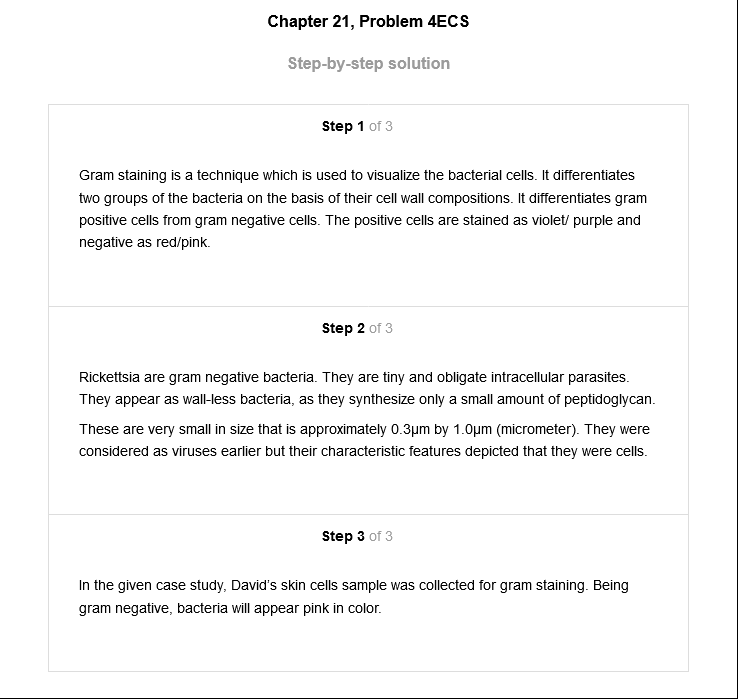 Chapter 21, Problem 4ECS
Step-by-step solution
Step 1 of 3
Gram staining is a technique which is used to visualize the bacterial cells. It differentiates
two groups of the bacteria on the basis of their cell wall compositions. It differentiates gram
positive cells from gram negative cells. The positive cells are stained as violet/ purple and
negative as red/pink.
Step 2 of 3
Rickettsia are gram negative bacteria. They are tiny and obligate intracellular parasites.
They appear as wall-less bacteria, as they synthesize only a small amount of peptidoglycan.
These are very small in size that is approximately 0.3μm by 1.0μm (micrometer). They were
considered as viruses earlier but their characteristic features depicted that they were cells.
Step 3 of 3
In the given case study, David's skin cells sample was collected for gram staining. Being
gram negative, bacteria will appear pink in color.